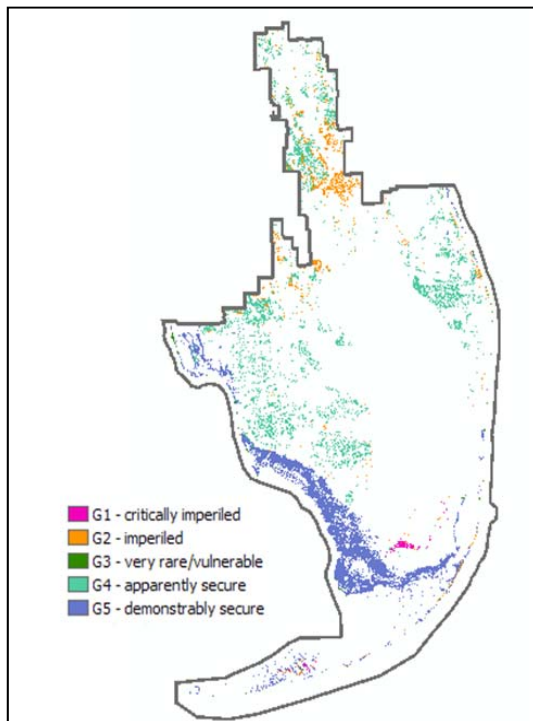 G1 - critically imperiled
G2 - imperiled
G3 - very rare/vulnerable
G4 - apparently secure
G5 - demonstrably secure